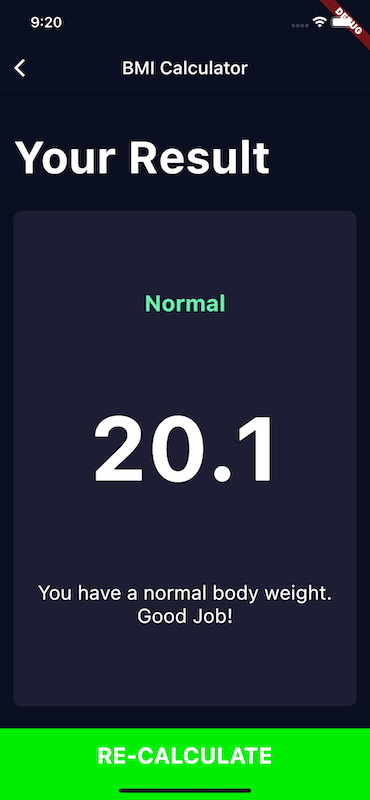 9:20
DEBUG
BMI Calculator
Your Result
Normal
20.1
You have a normal body weight.
Good Job!
RE-CALCULATE